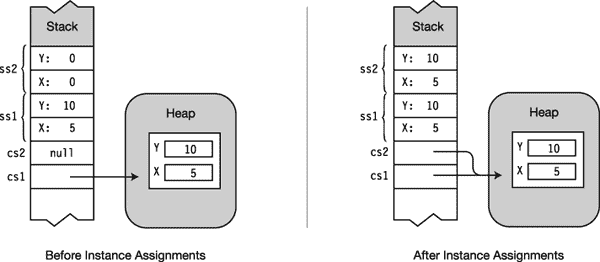 Stack
Y: 0
ss2
X: 0
Y: 10
ss1
X: 5
cs2 null
cs1
Heap
Y 10
X 5
Before Instance Assignments
Stack
Y: 10
ss2
X: 5
Y: 10
ss1
X: 5
cs2
cs1
Heap
Y 10
X 5
After Instance Assignments